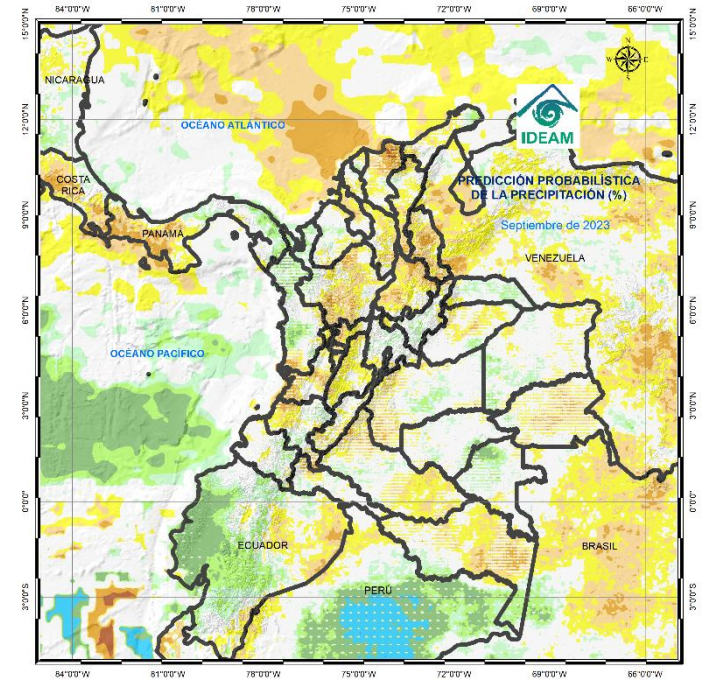 84°0'0"W 81°0'0"W 78°0'0"W 75°0'0"W 72°0'0"W 69°0'0"W 66°0'0"W
15°0'0"N 15°0'0"N
N
W E
S
NICARAGUA
12°0'0"N 12°0'0"N
OCÉANO ATLÁNTICO
IDEAM
COSTA
RICA
PREDICCIÓN PROBABILÍSTICA
DE LA PRECIPITACIÓN (%)
9°0'0"N 9°0'0"N
Septiembre de 2023
PANAMÁ
VENEZUELA
6°0'0"N 6°0'0"N
OCÉANO PACÍFICO
3°0'0"N 3°0'0"N
0°0'0" 0°0'0"
ECUADOR
BRASIL
PERÚ
3°0'0"S 3°0'0"S
84°0'0"W 81°0'0"W 78°0'0"W 75°0'0"W 72°0'0"W 69°0'0"W 66°0'0"W